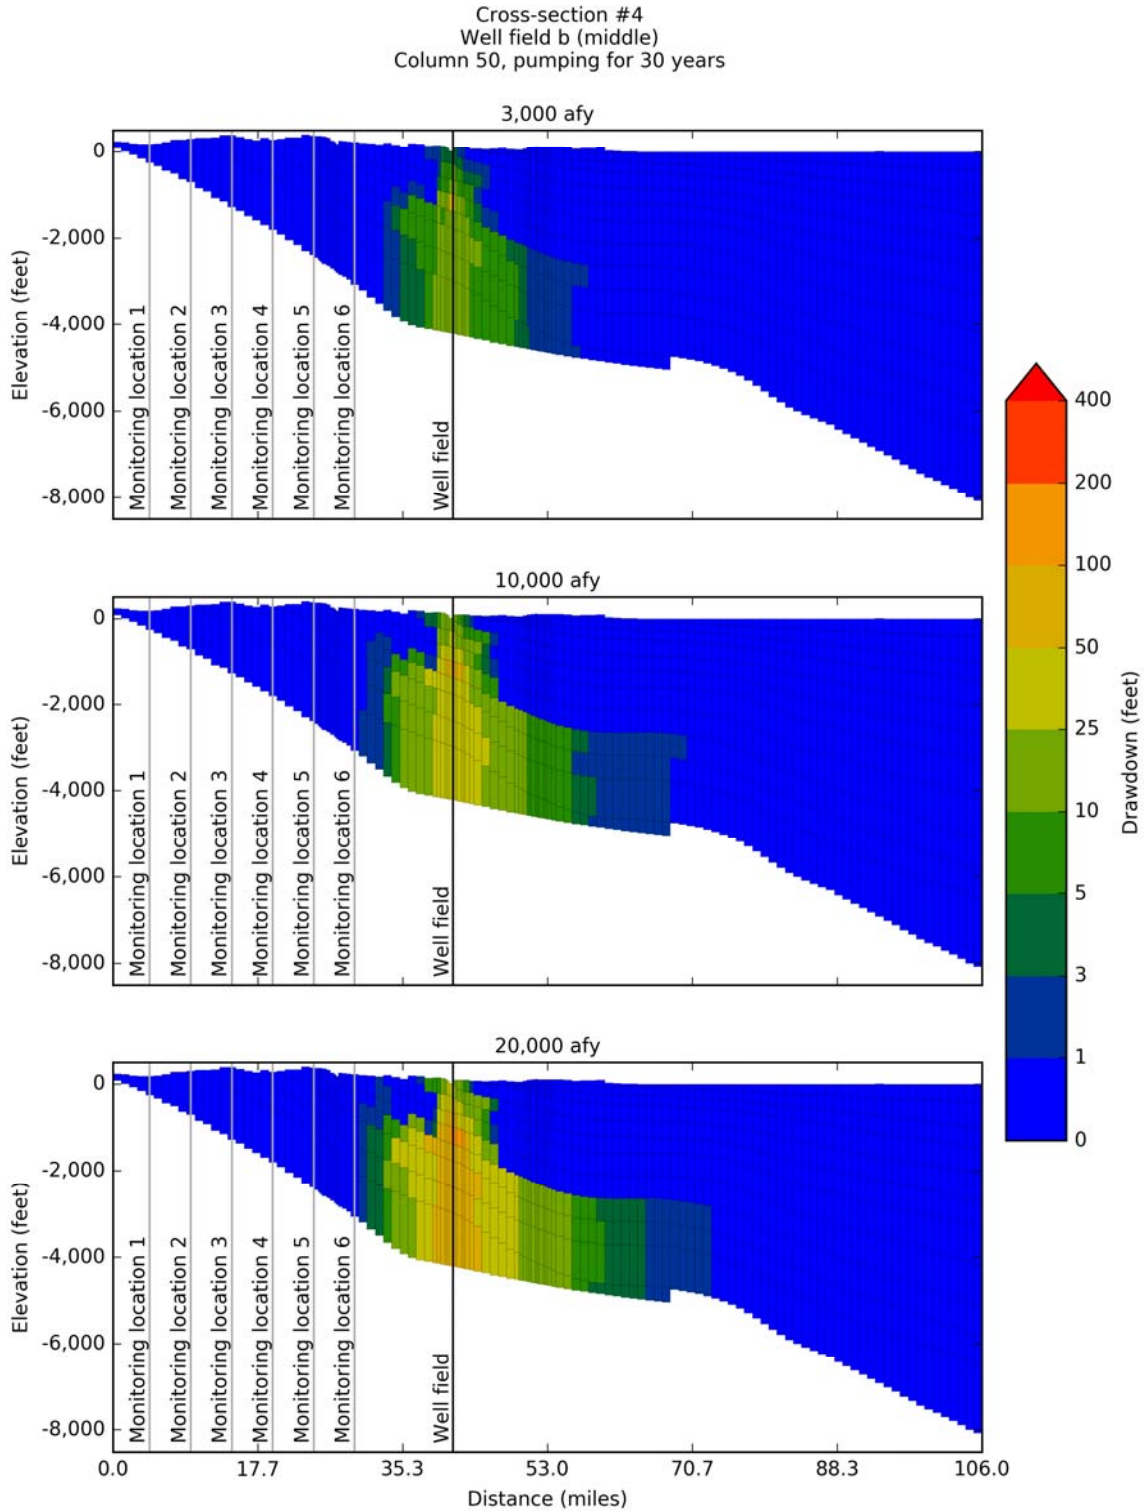 Cross-section #4
Well field b (middle)
Column 50, pumping for 30 years
3,000 afy
0
-2,000
-4,000
-6,000
-8,000
Elevation (feet)
Monitoring location 1
Monitoring location 2
Monitoring location 3
Monitoring location 4
Monitoring location 5
Monitoring location 6
Well field
10,000 afy
0
-2,000
-4,000
-6,000
-8,000
Elevation (feet)
Monitoring location 1
Monitoring location 2
Monitoring location 3
Monitoring location 4
Monitoring location 5
Monitoring location 6
Well field
20,000 afy
0
-2,000
-4,000
-6,000
-8,000
Elevation (feet)
Monitoring location 1
Monitoring location 2
Monitoring location 3
Monitoring location 4
Monitoring location 5
Monitoring location 6
Well field
0.0 17.7 35.3 53.0 70.7 88.3 106.0
Distance (miles)
400
200
100
50
25
10
5
3
1
0
Drawdown (feet)